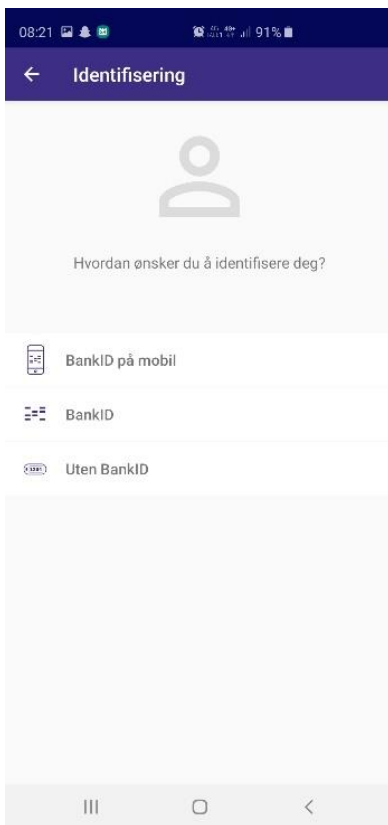 08:21 91%
Identifisering
Hvordan ønsker du å identifisere deg?
BankID på mobil
BankID
Uten BankID